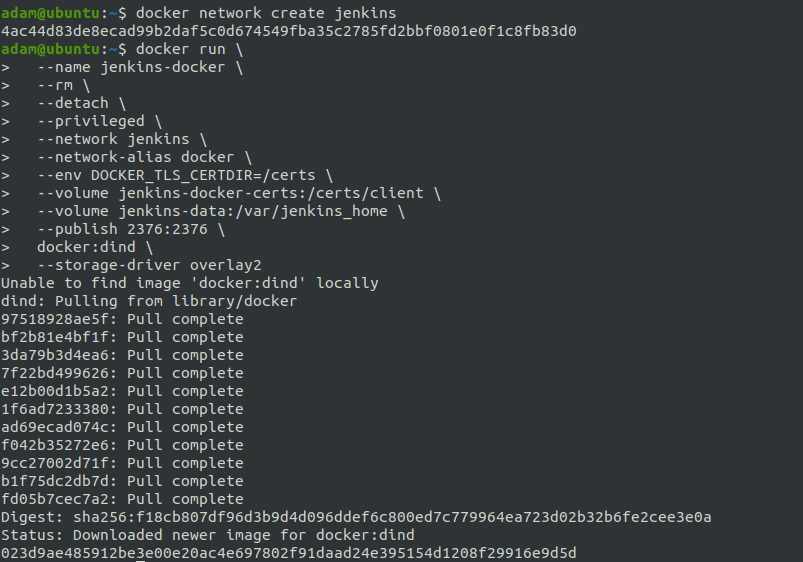 adam@ubuntu:~$ docker network create jenkins
4ac44d83de8ecad99b2daf5c0d674549fba35c2785fd2bbf0801e0f1c8fb83d0
adam@ubuntu:~$ docker run \
>   --name jenkins-docker \
>   --rm \
>   --detach \
>   --privileged \
>   --network jenkins \
>   --network-alias docker \
>   --env DOCKER_TLS_CERTDIR=/certs \
>   --volume jenkins-docker-certs:/certs/client \
>   --volume jenkins-data:/var/jenkins_home \
>   --publish 2376:2376 \
>   docker:dind \
>   --storage-driver overlay2
Unable to find image 'docker:dind' locally
dind: Pulling from library/docker
97518928ae5f: Pull complete
bf2b81e4bf1f: Pull complete
3da79b3d4ea6: Pull complete
7f22bd499626: Pull complete
e12b00d1b5a2: Pull complete
1f6ad7233380: Pull complete
ad69ecad074c: Pull complete
f042b35272e6: Pull complete
9cc27002d71f: Pull complete
b1f75dc2db7d: Pull complete
fd05b7cec7a2: Pull complete
Digest: sha256:f18cb807df96d3b9d4d096ddef6c800ed7c779964ea723d02b32b6fe2cee3e0a
Status: Downloaded newer image for docker:dind
023d9ae485912be3e00e20ac4e697802f91daad24e395154d1208f29916e9d5d